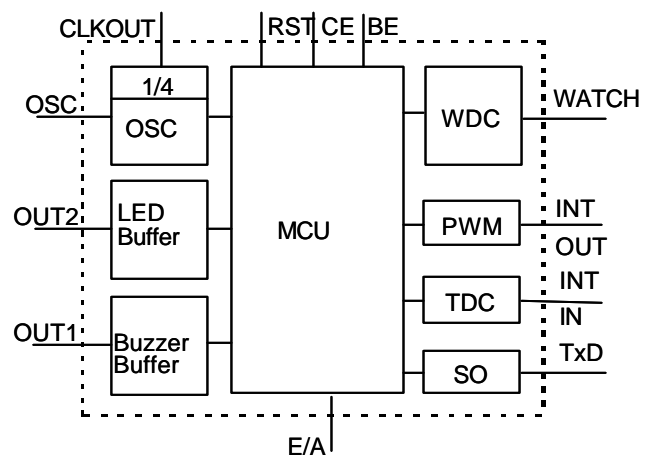 CLKOUT RST CE BE
1/4
OSC
OSC
WDC
WATCH
OUT2
LED
Buffer
MCU
PWM
INT
OUT
TDC
INT
IN
OUT1
Buzzer
Buffer
SO
TxD
E/A